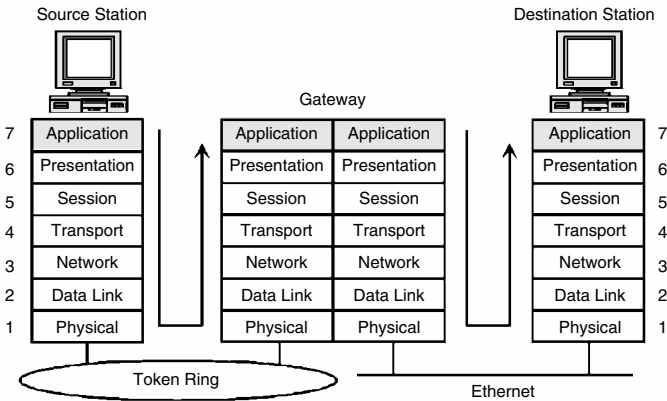 Source Station
Destination Station
Gateway
7 Application Application Application Application 7
6 Presentation Presentation Presentation Presentation 6
5 Session Session Session Session 5
4 Transport Transport Transport Transport 4
3 Network Network Network Network 3
2 Data Link Data Link Data Link Data Link 2
1 Physical Physical Physical Physical 1
Token Ring
Ethernet